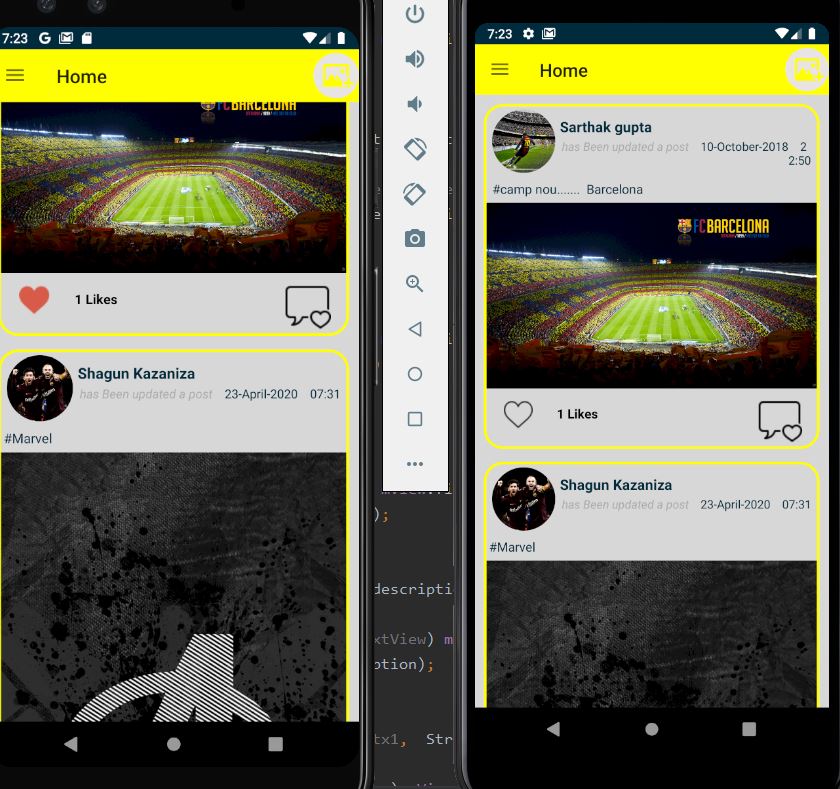 7:23
Home
FC BARCELONA
1 Likes
Shagun Kazaniza
has Been updated a post 23-April-2020 07:31
#Marvel
);
descripti
xtView) m
ption);
tx1, Str
7:23
Home
Sarthak gupta
has Been updated a post 10-October-2018 2
2:50
#camp nou....... Barcelona
FC BARCELONA
1 Likes
Shagun Kazaniza
has Been updated a post 23-April-2020 07:31
#Marvel